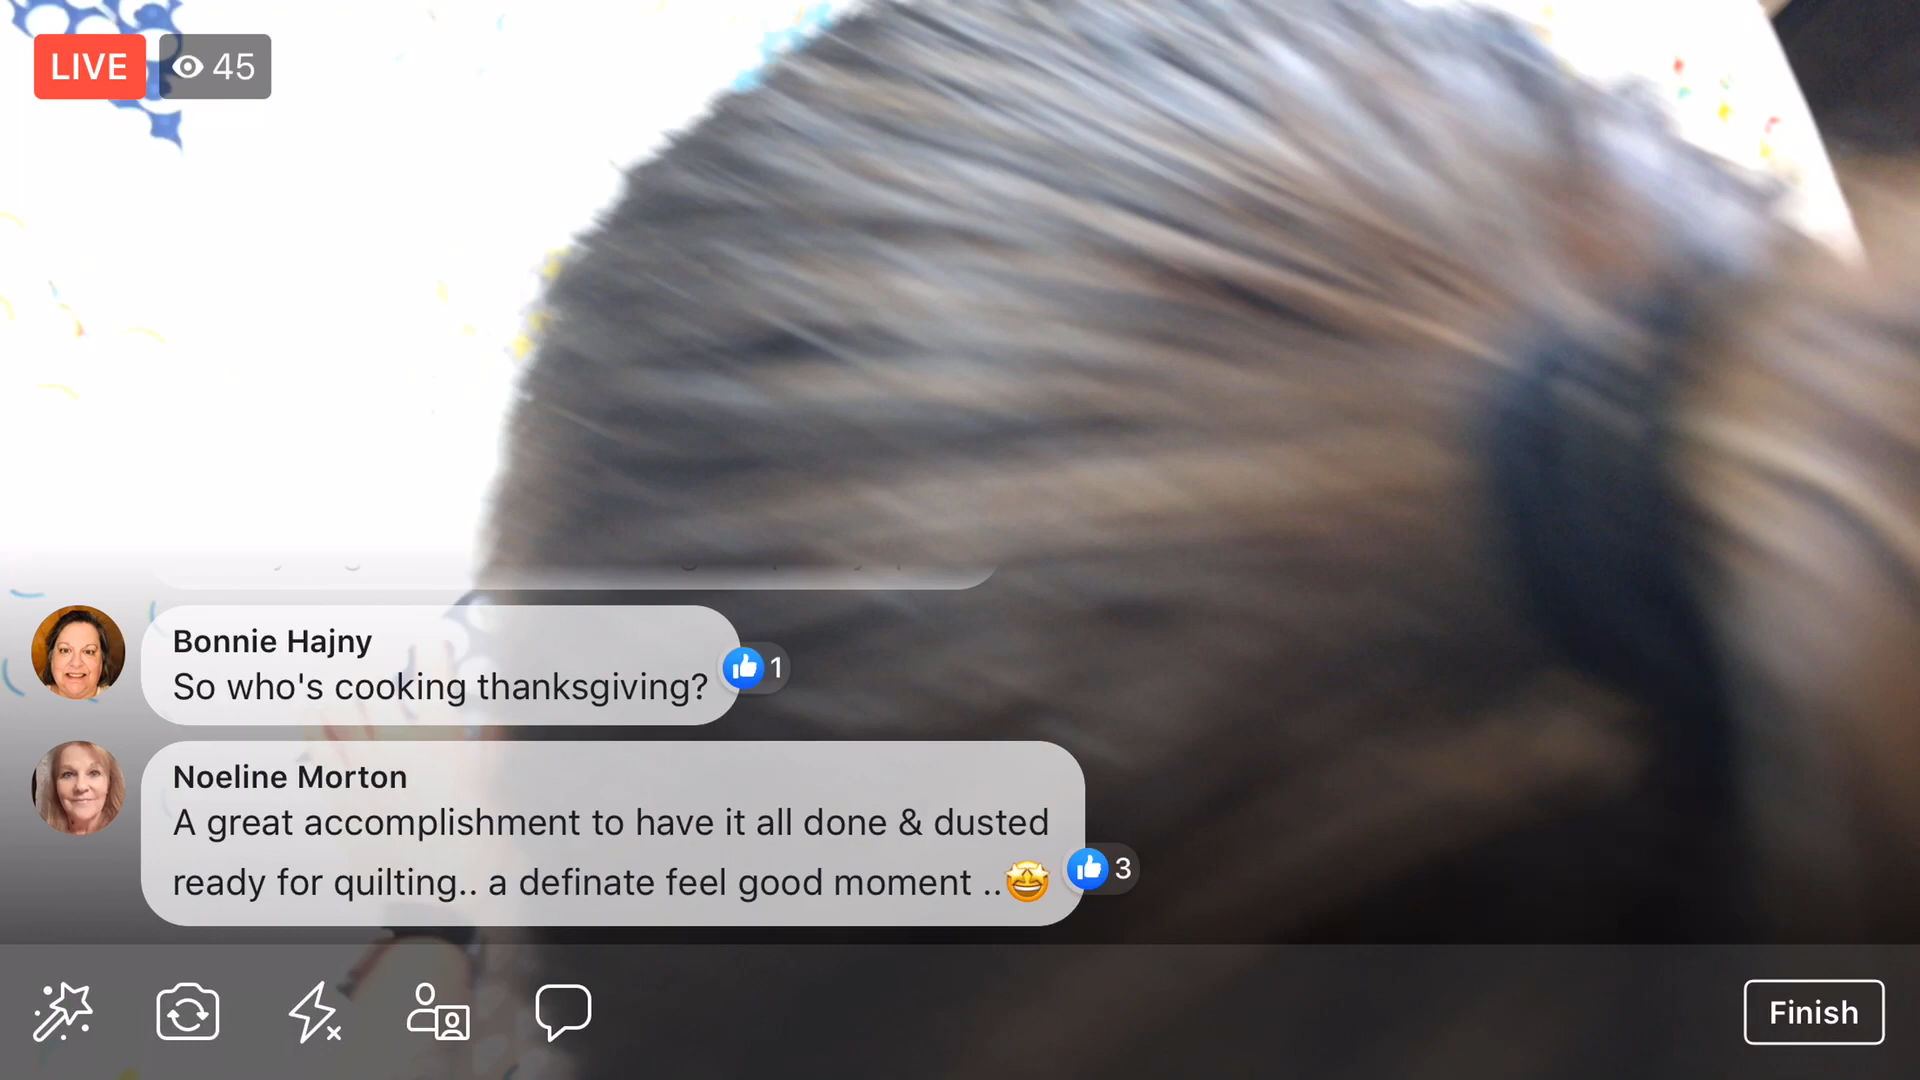 LIVE 45
Bonnie Hajny
So who's cooking thanksgiving?
1
Noeline Morton
A great accomplishment to have it all done & dusted
ready for quilting.. a definate feel good moment ..🤩
3
Finish